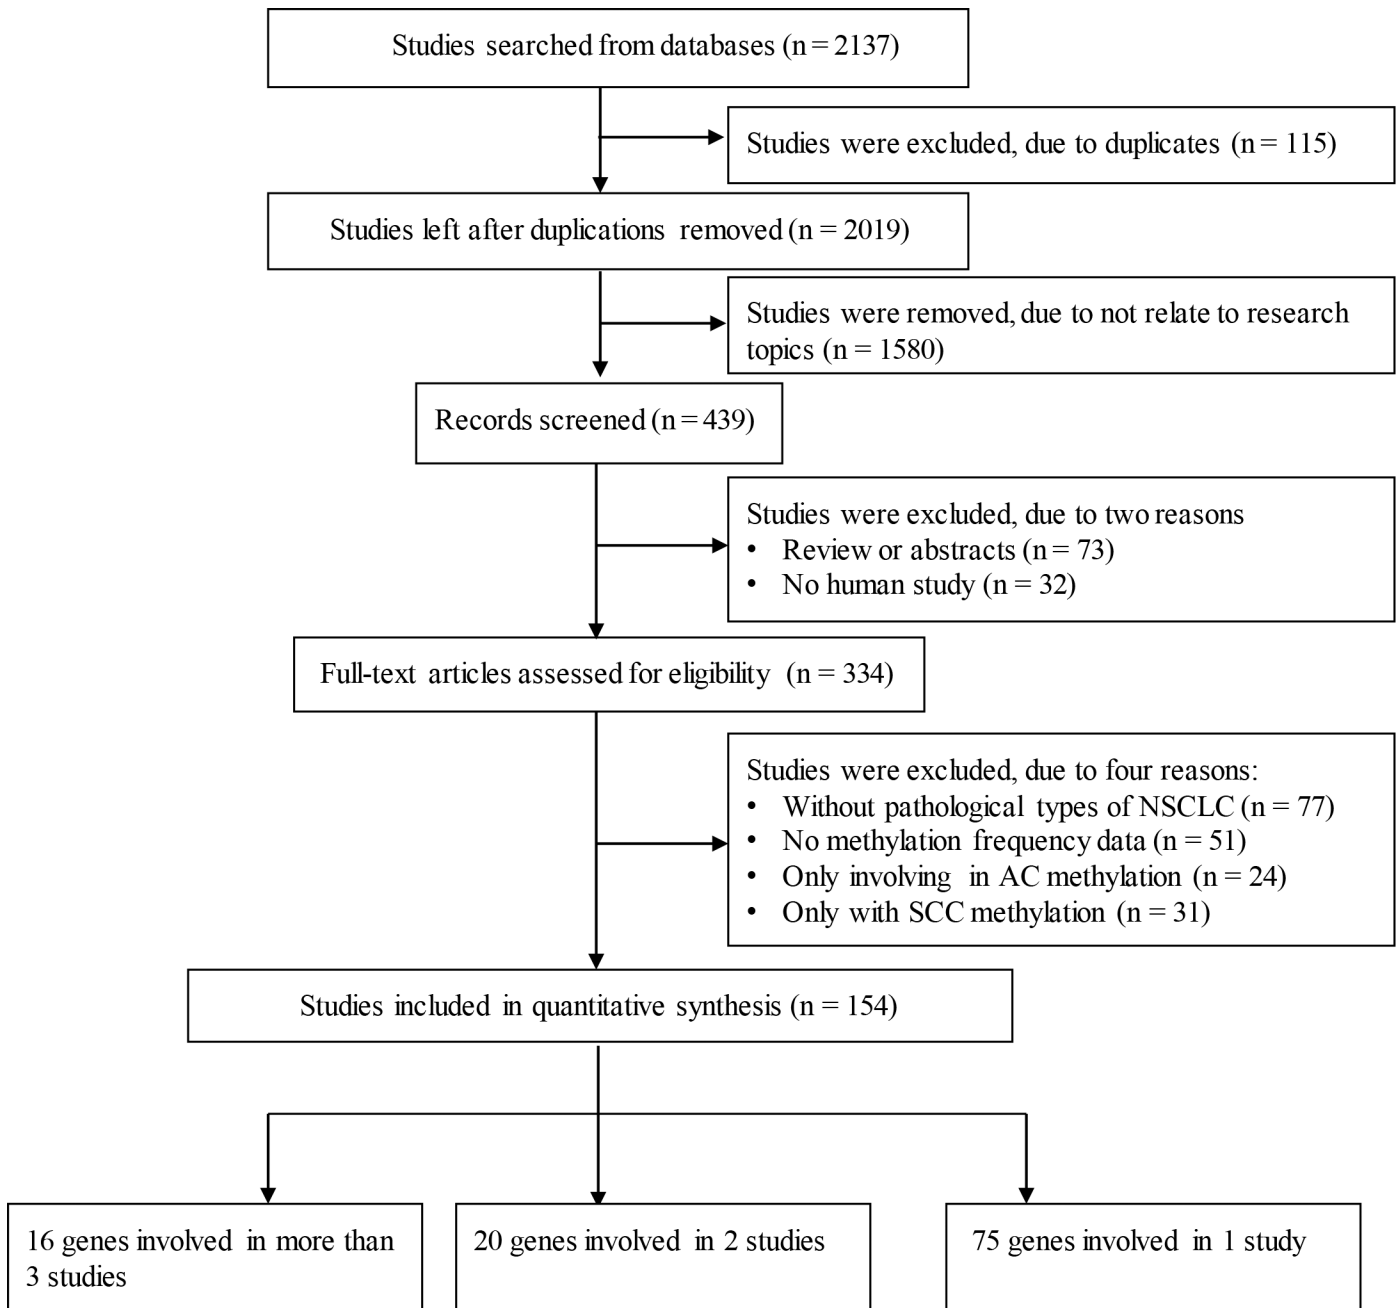 Studies searched from databases (n = 2137)
Studies were excluded, due to duplicates (n = 115)
Studies left after duplications removed (n = 2019)
Studies were removed, due to not relate to research
topics (n = 1580)
Records screened (n = 439)
Studies were excluded, due to two reasons
• Review or abstracts (n = 73)
• No human study (n = 32)
Full-text articles assessed for eligibility (n = 334)
Studies were excluded, due to four reasons:
• Without pathological types of NSCLC (n = 77)
• No methylation frequency data (n = 51)
• Only involving in AC methylation (n = 24)
• Only with SCC methylation (n = 31)
Studies included in quantitative synthesis (n = 154)
16 genes involved in more than
3 studies
20 genes involved in 2 studies
75 genes involved in 1 study